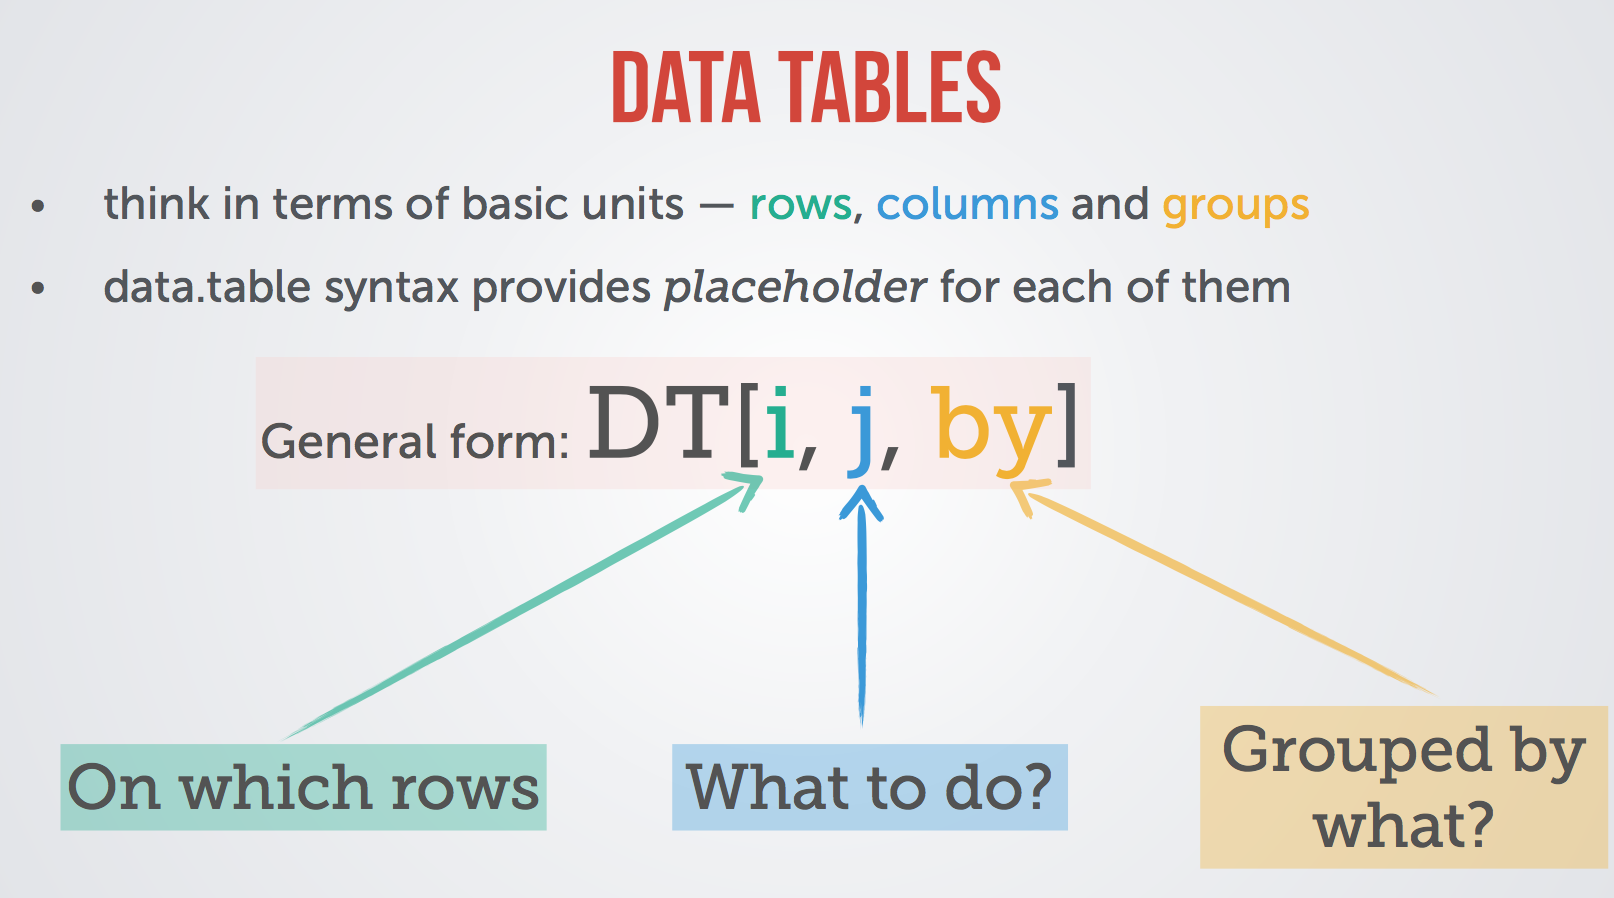 DATA TABLES
• think in terms of basic units — rows, columns and groups
• data.table syntax provides placeholder for each of them
General form: DT[i, j, by]
On which rows
What to do?
Grouped by
what?